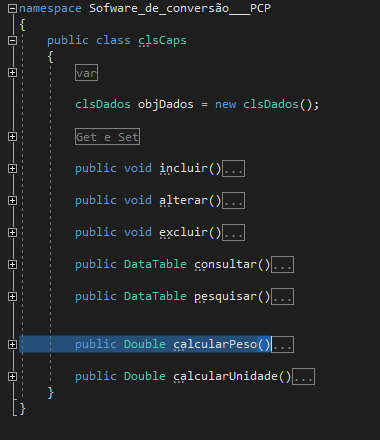 namespace Sofware_de_conversão___PCP
{
public class clsCaps
{
var
clsDados objDados = new clsDados();
Get e Set
public void incluir()...
public void alterar()...
public void excluir()...
public DataTable consultar()...
public DataTable pesquisar()...
public Double calcularPeso()...
public Double calcularUnidade()...
}
}